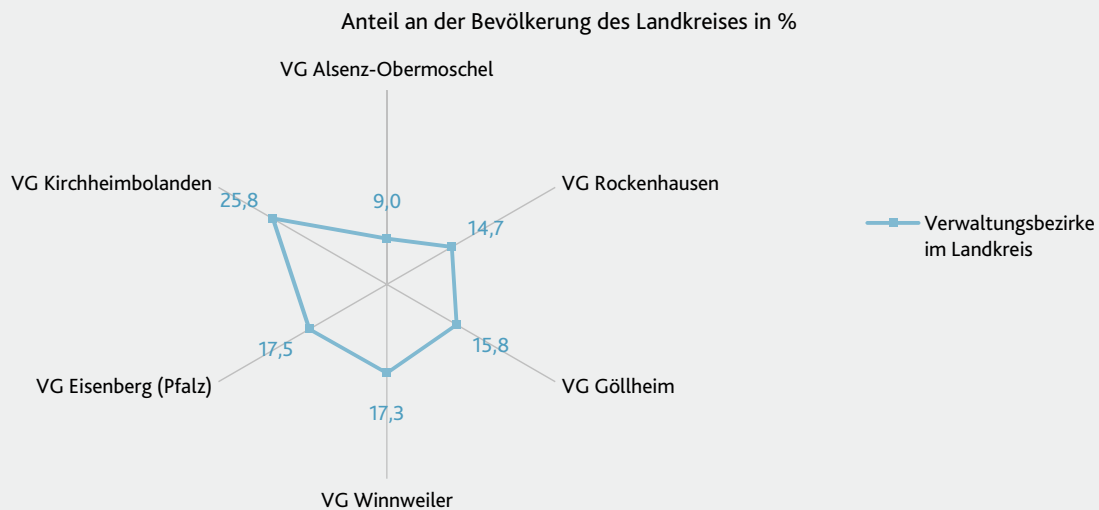 Anteil an der Bevölkerung des Landkreises in %
VG Alsenz-Obermoschel
VG Kirchheimbolanden
25,8
9,0
VG Rockenhausen
14,7
Verwaltungsbezirke
im Landkreis
17,5
15,8
VG Eisenberg (Pfalz)
VG Göllheim
17,3
VG Winnweiler